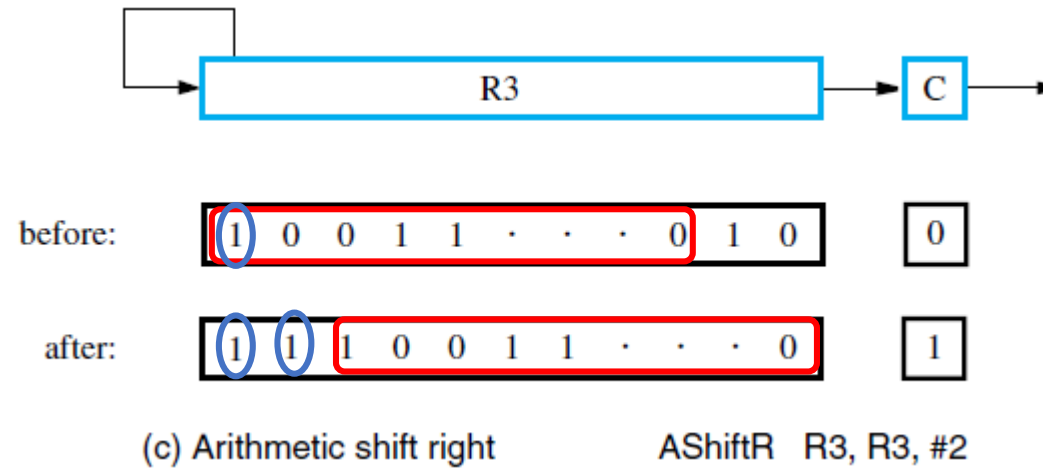 R3 C
before: 1 0 0 1 1 · · · 0 1 0 0
after: 1 1 1 0 0 1 1 · · · 0 1
(c) Arithmetic shift right AShiftR R3, R3, #2